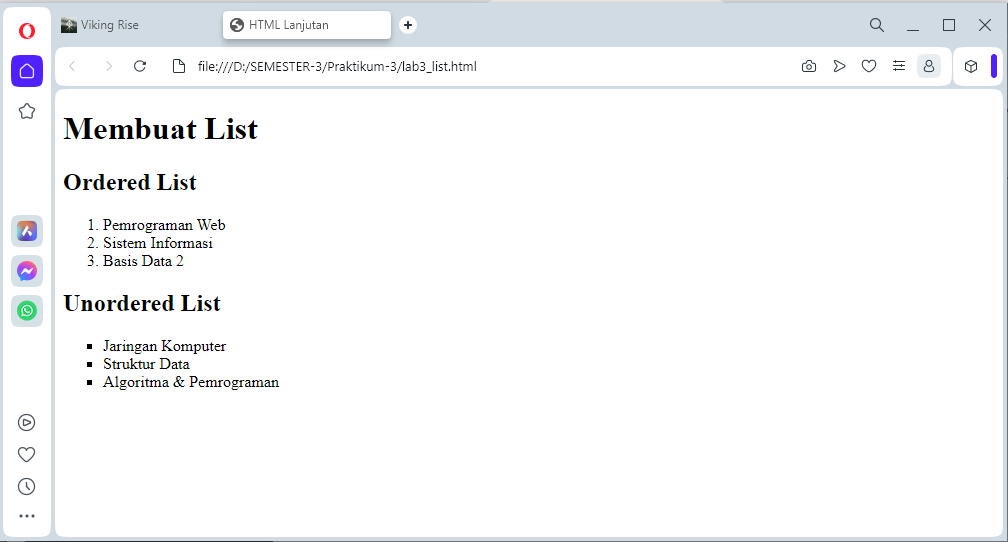 Viking Rise
HTML Lanjutan
file:///D:/SEMESTER-3/Praktikum-3/lab3_list.html
Membuat List
Ordered List
1. Pemrograman Web
2. Sistem Informasi
3. Basis Data 2
Unordered List
▪ Jaringan Komputer
▪ Struktur Data
▪ Algoritma & Pemrograman